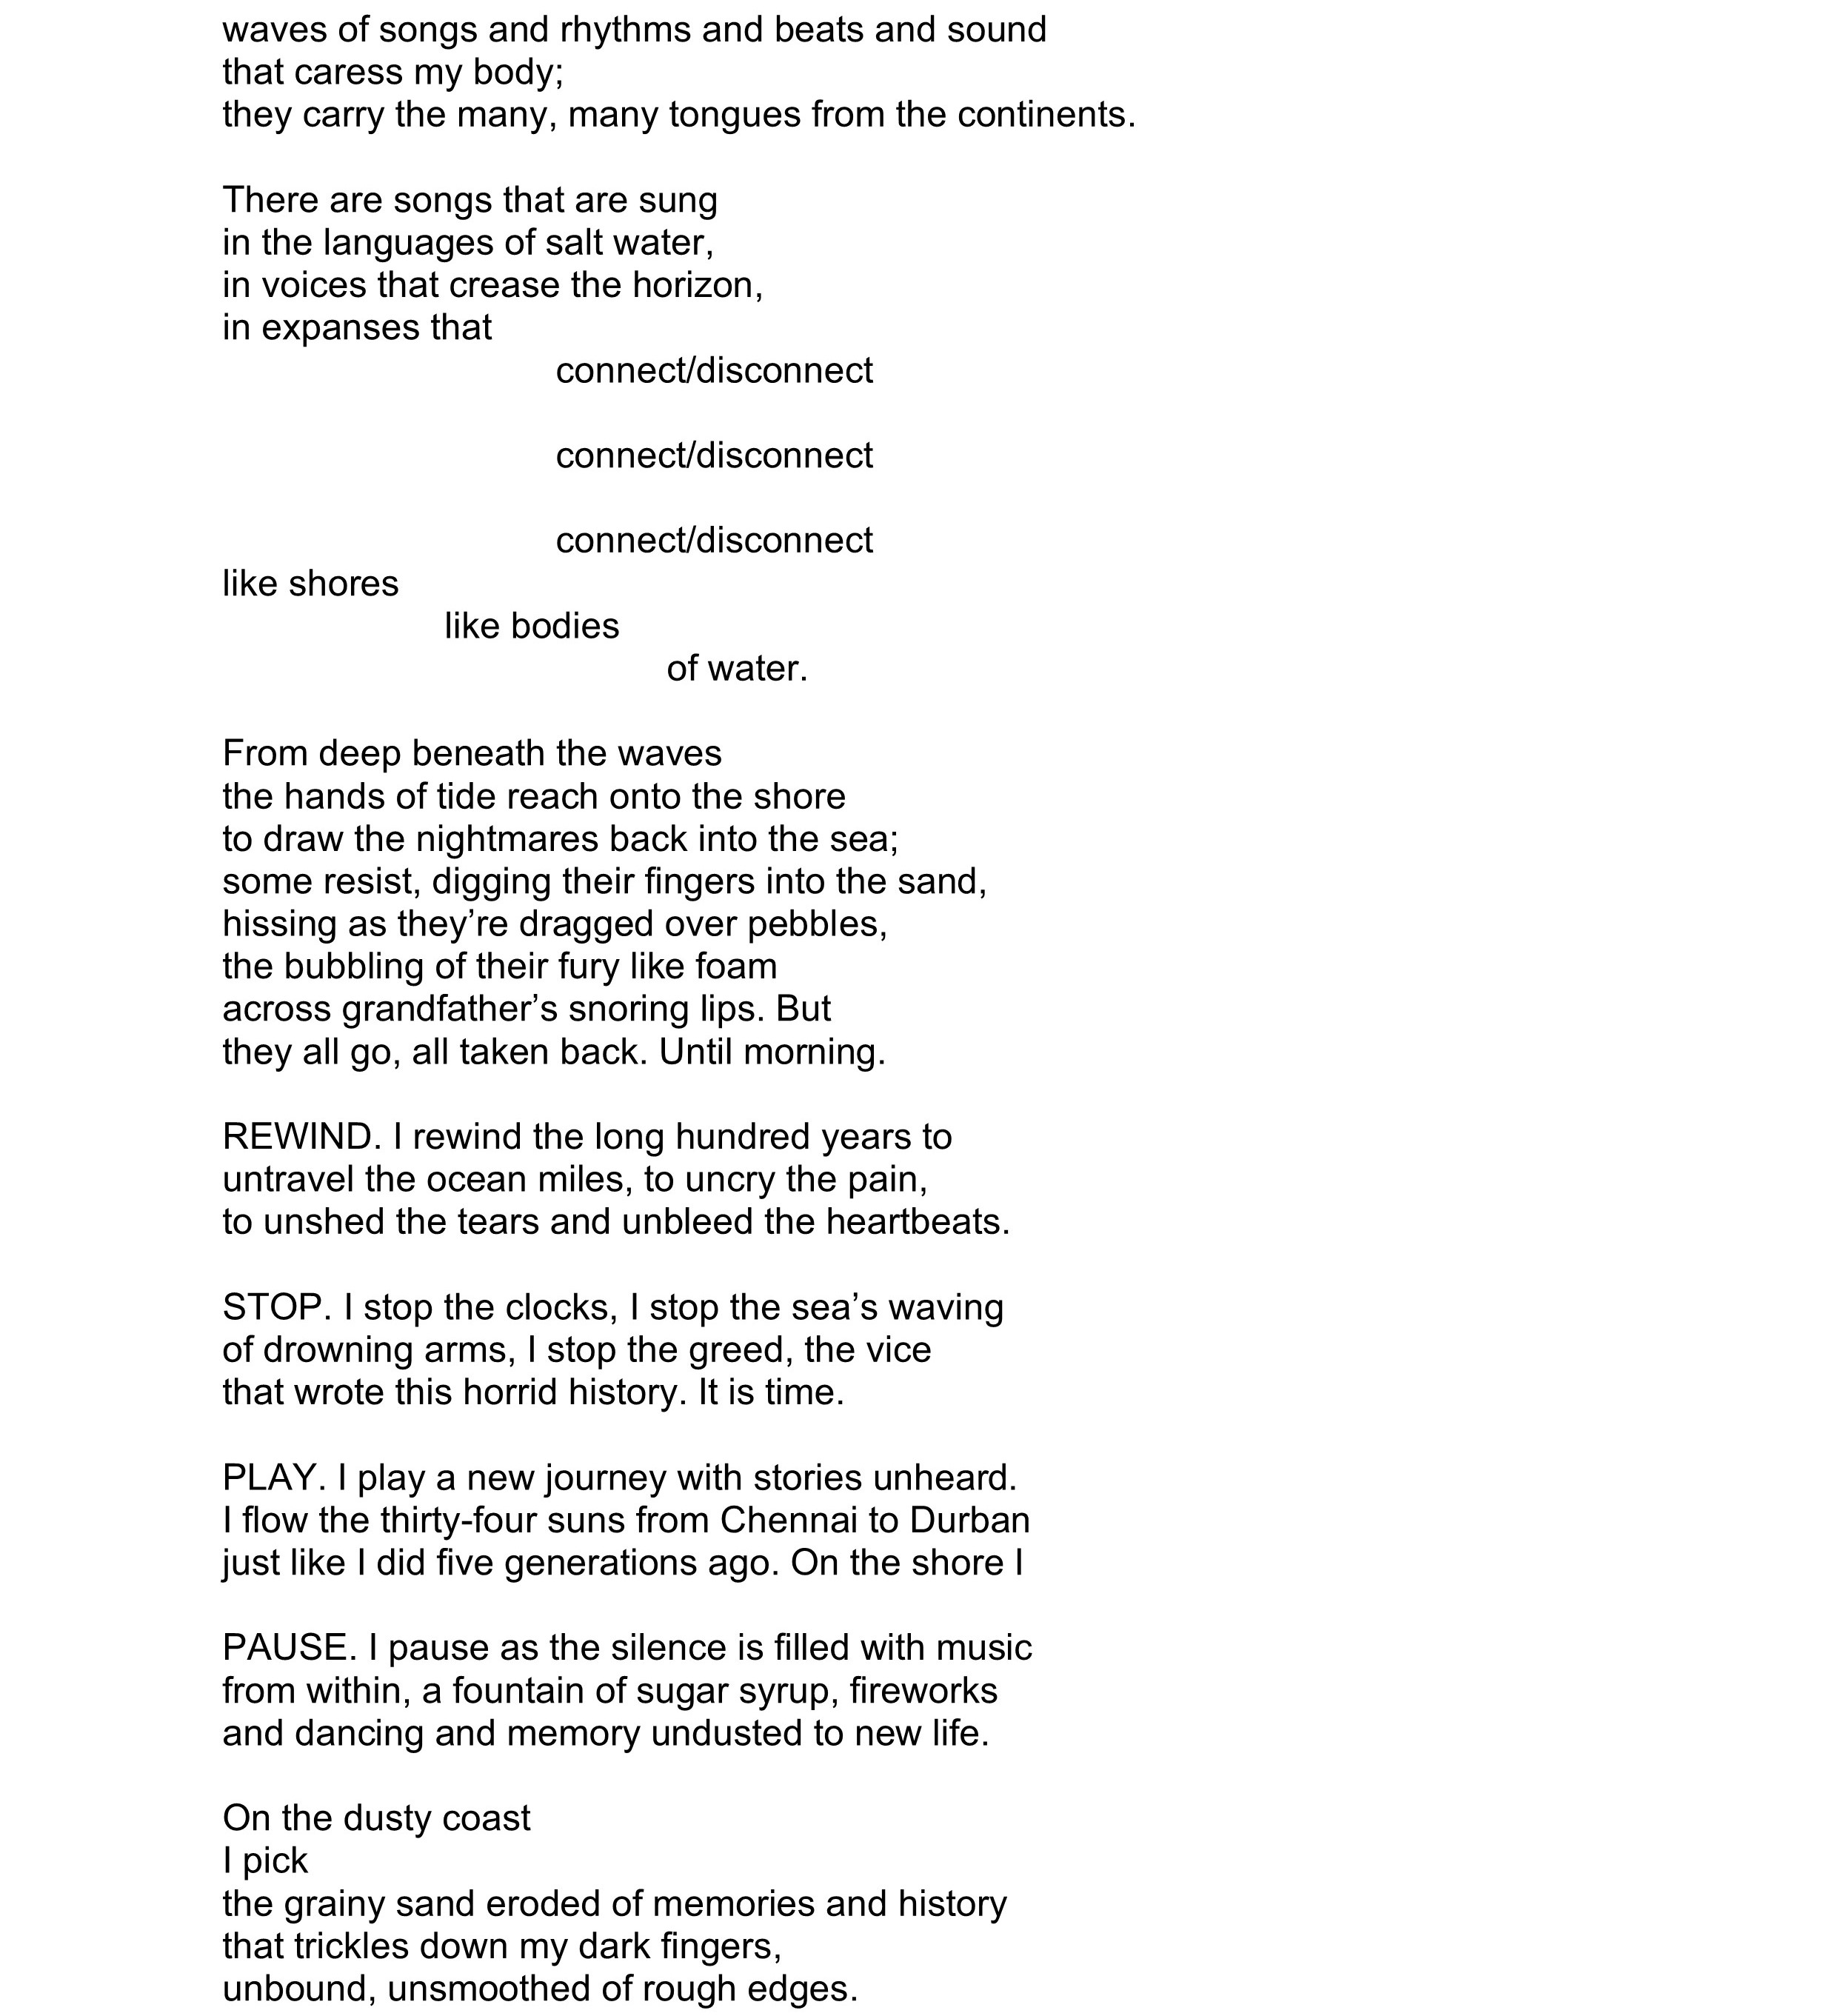 waves of songs and rhythms and beats and sound
that caress my body;
they carry the many, many tongues from the continents.
There are songs that are sung
in the languages of salt water,
in voices that crease the horizon,
in expanses that
connect/disconnect
connect/disconnect
connect/disconnect
like shores
like bodies
of water.
From deep beneath the waves
the hands of tide reach onto the shore
to draw the nightmares back into the sea;
some resist, digging their fingers into the sand,
hissing as they’re dragged over pebbles,
the bubbling of their fury like foam
across grandfather’s snoring lips. But
they all go, all taken back. Until morning.
REWIND. I rewind the long hundred years to
untravel the ocean miles, to uncry the pain,
to unshed the tears and unbleed the heartbeats.
STOP. I stop the clocks, I stop the sea’s waving
of drowning arms, I stop the greed, the vice
that wrote this horrid history. It is time.
PLAY. I play a new journey with stories unheard.
I flow the thirty-four suns from Chennai to Durban
just like I did five generations ago. On the shore I
PAUSE. I pause as the silence is filled with music
from within, a fountain of sugar syrup, fireworks
and dancing and memory undusted to new life.
On the dusty coast
I pick
the grainy sand eroded of memories and history
that trickles down my dark fingers,
unbound, unsmoothed of rough edges.